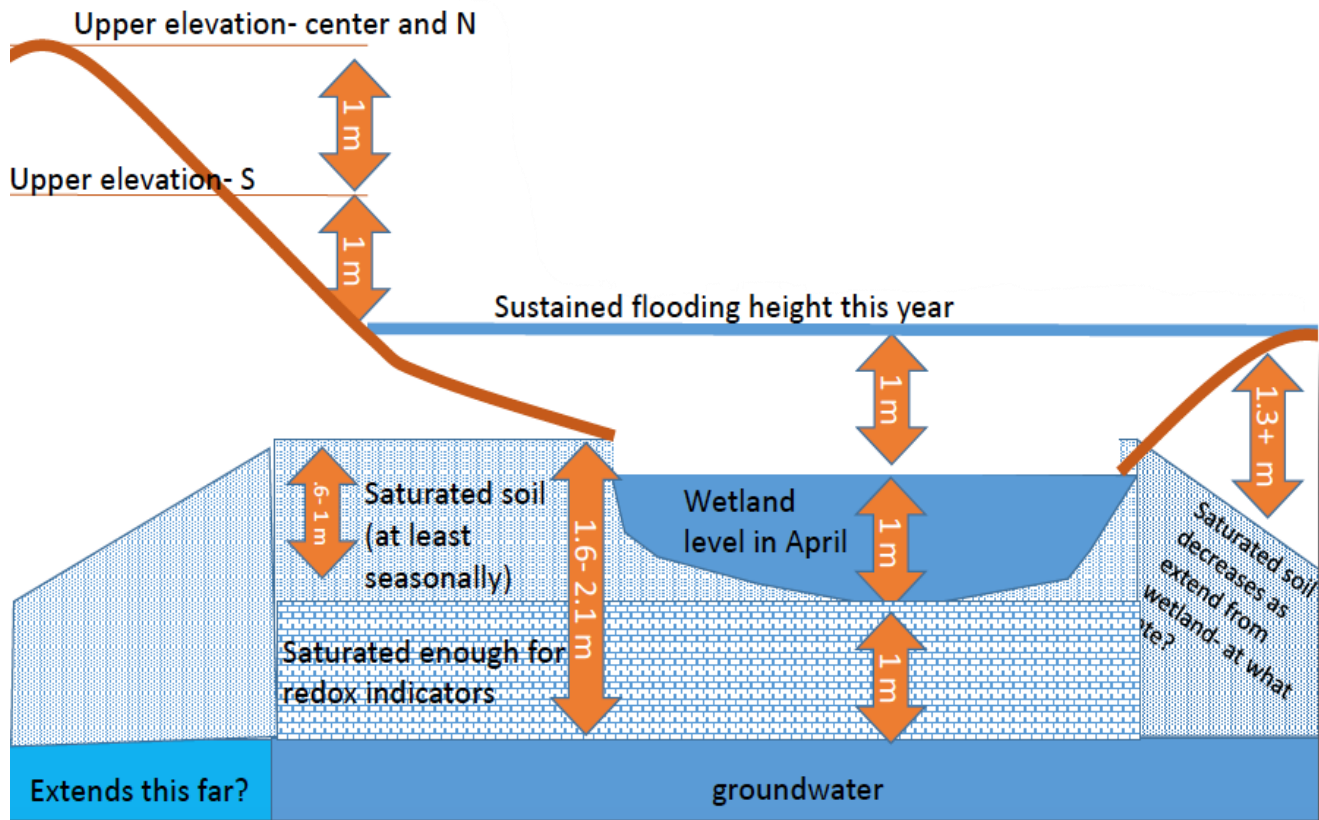 Upper elevation- center and N
1 m
Upper elevation- S
1 m
Sustained flooding height this year
1 m
1.3+ m
.6- 1 m
Saturated soil
(at least
seasonally)
1.6- 2.1 m
Wetland
level in April
1 m
Saturated soil
decreases as
extend from
wetland- at what
Saturated enough for
redox indicators
1 m
Extends this far?
groundwater